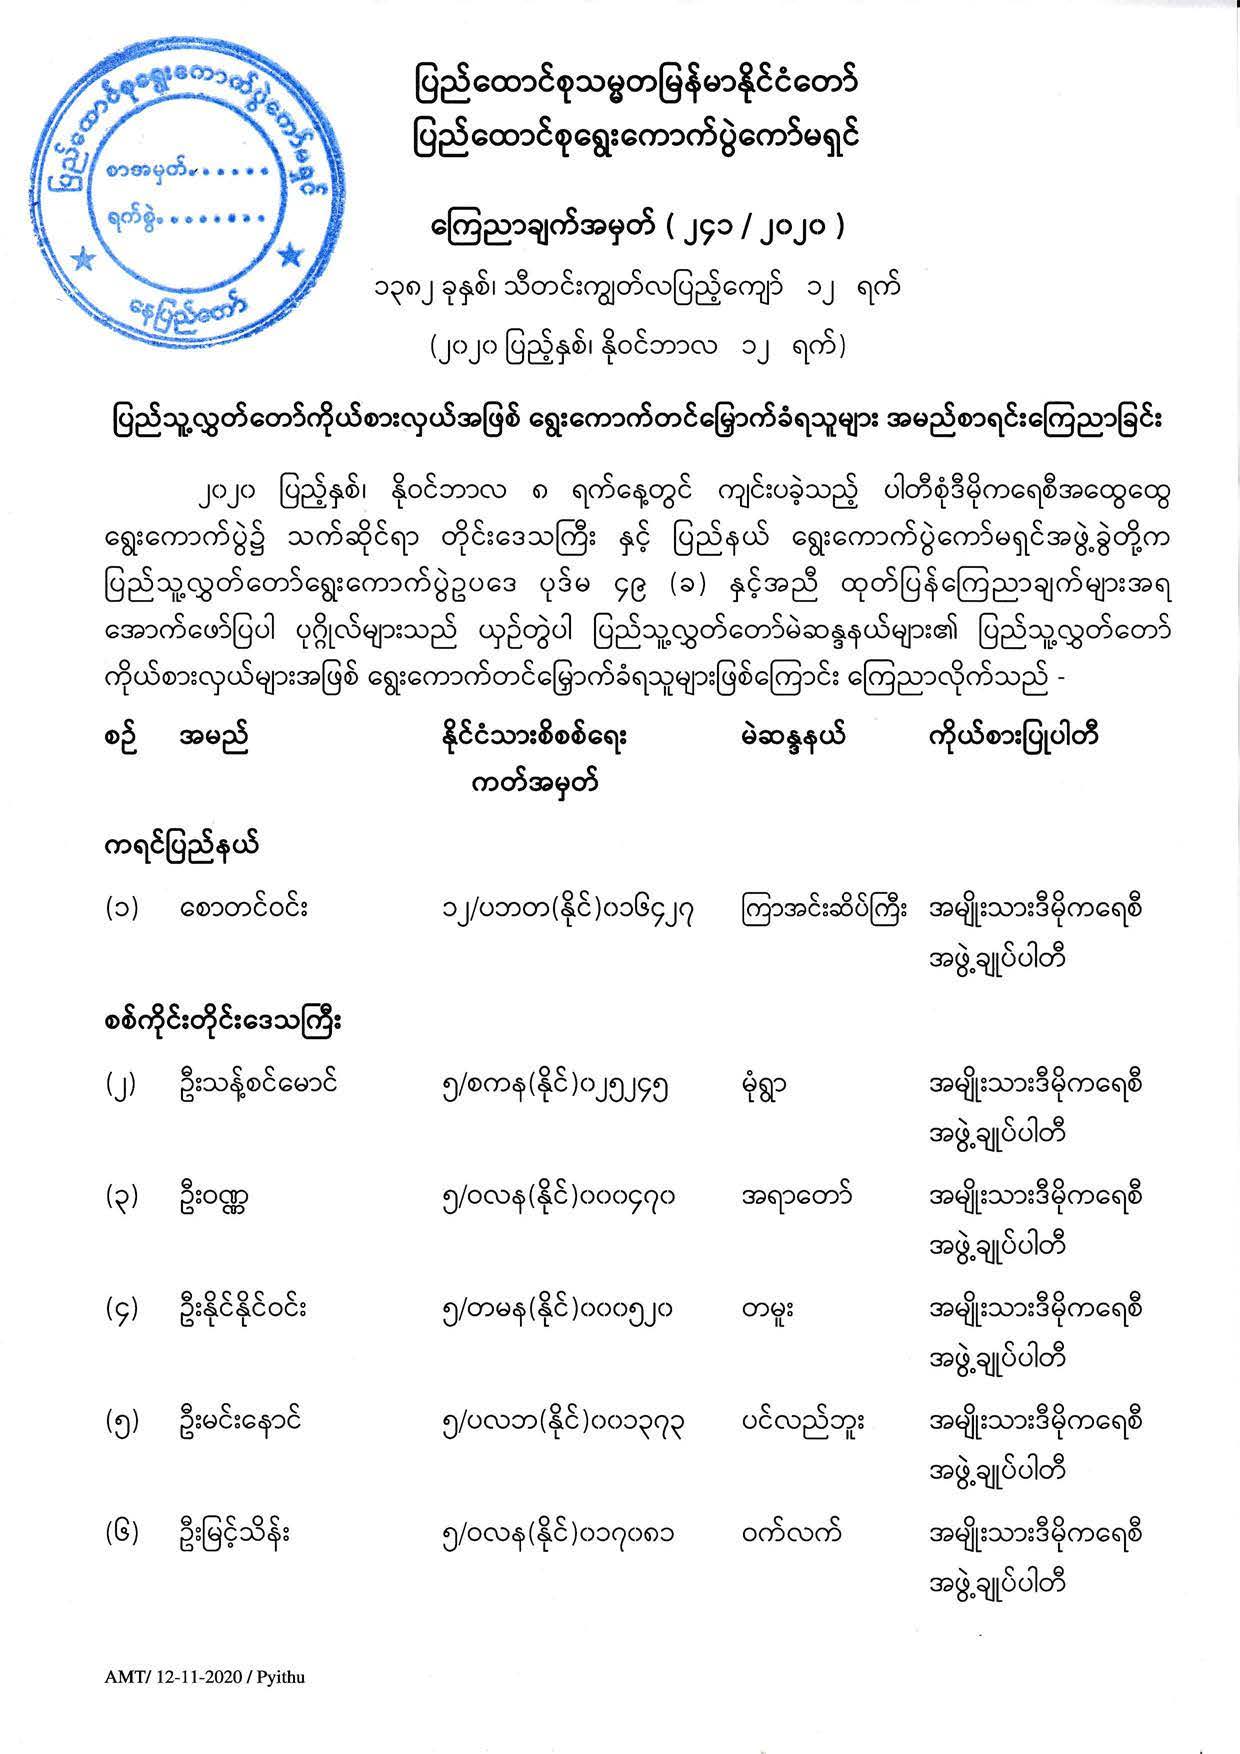 ပြည်ထောင်စုရွေးကောက်ပွဲကော်မရှင်
စာအမှတ်.......
ရက်စွဲ.........
နေပြည်တော်
ပြည်ထောင်စုသမ္မတမြန်မာနိုင်ငံတော်
ပြည်ထောင်စုရွေးကောက်ပွဲကော်မရှင်
ကြေညာချက်အမှတ် ( ၂၄၁ / ၂၀၂၀ )
၁၃၈၂ ခုနှစ်၊ သီတင်းကျွတ်လပြည့်ကျော် ၁၂ ရက်
(၂၀၂၀ ပြည့်နှစ်၊ နိုဝင်ဘာလ ၁၂ ရက်)
ပြည်သူ့လွှတ်တော်ကိုယ်စားလှယ်အဖြစ် ရွေးကောက်တင်မြှောက်ခံရသူများ အမည်စာရင်းကြေညာခြင်း
၂၀၂၀ ပြည့်နှစ်၊ နိုဝင်ဘာလ ၈ ရက်နေ့တွင် ကျင်းပခဲ့သည့် ပါတီစုံဒီမိုကရေစီအထွေထွေ
ရွေးကောက်ပွဲ၌ သက်ဆိုင်ရာ တိုင်းဒေသကြီး နှင့် ပြည်နယ် ရွေးကောက်ပွဲကော်မရှင်အဖွဲ့ခွဲတို့က
ပြည်သူ့လွှတ်တော်ရွေးကောက်ပွဲဥပဒေ ပုဒ်မ ၄၉ (ခ) နှင့်အညီ ထုတ်ပြန်ကြေညာချက်များအရ
အောက်ဖော်ပြပါ ပုဂ္ဂိုလ်များသည် ယှဉ်တွဲပါ ပြည်သူ့လွှတ်တော်မဲဆန္ဒနယ်များ၏ ပြည်သူ့လွှတ်တော်
ကိုယ်စားလှယ်များအဖြစ် ရွေးကောက်တင်မြှောက်ခံရသူများဖြစ်ကြောင်း ကြေညာလိုက်သည် -
စဉ် အမည် နိုင်ငံသားစိစစ်ရေး မဲဆန္ဒနယ် ကိုယ်စားပြုပါတီ
ကတ်အမှတ်
ကရင်ပြည်နယ်
(၁) စောတင်ဝင်း ၁၂/ပဘတ(နိုင်)၀၁၆၄၂၇ ကြာအင်းဆိပ်ကြီး အမျိုးသားဒီမိုကရေစီ
အဖွဲ့ချုပ်ပါတီ
စစ်ကိုင်းတိုင်းဒေသကြီး
(၂) ဦးသန့်စင်မောင် ၅/စကန(နိုင်)၀၂၅၂၄၅ မုံရွာ အမျိုးသားဒီမိုကရေစီ
အဖွဲ့ချုပ်ပါတီ
(၃) ဦးဝဏ္ဏ ၅/ဝလန(နိုင်)၀၀၀၄၇၀ အရာတော် အမျိုးသားဒီမိုကရေစီ
အဖွဲ့ချုပ်ပါတီ
(၄) ဦးနိုင်နိုင်ဝင်း ၅/တမန(နိုင်)၀၀၀၅၂၀ တမူး အမျိုးသားဒီမိုကရေစီ
အဖွဲ့ချုပ်ပါတီ
(၅) ဦးမင်းနောင် ၅/ပလဘ(နိုင်)၀၀၁၃၇၃ ပင်လည်ဘူး အမျိုးသားဒီမိုကရေစီ
အဖွဲ့ချုပ်ပါတီ
(၆) ဦးမြင့်သိန်း ၅/ဝလန(နိုင်)၀၁၇၀၈၁ ဝက်လက် အမျိုးသားဒီမိုကရေစီ
အဖွဲ့ချုပ်ပါတီ
AMT/ 12-11-2020 / Pyithu